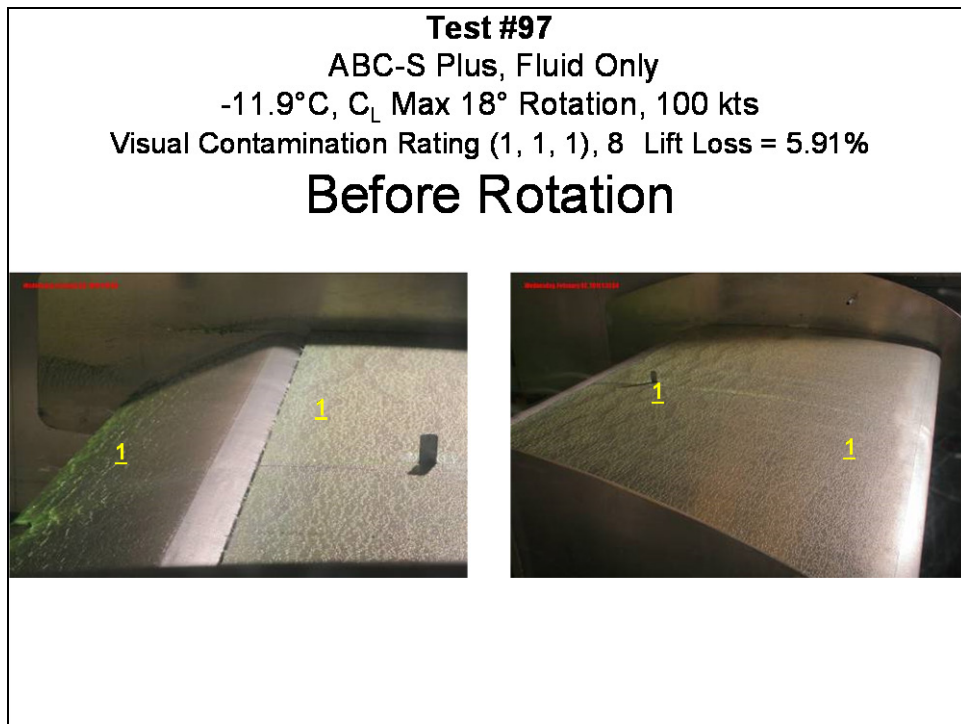 Test #97
ABC-S Plus, Fluid Only
-11.9°C, CL Max 18° Rotation, 100 kts
Visual Contamination Rating (1, 1, 1), 8 Lift Loss = 5.91%
Before Rotation
1
1
1
1